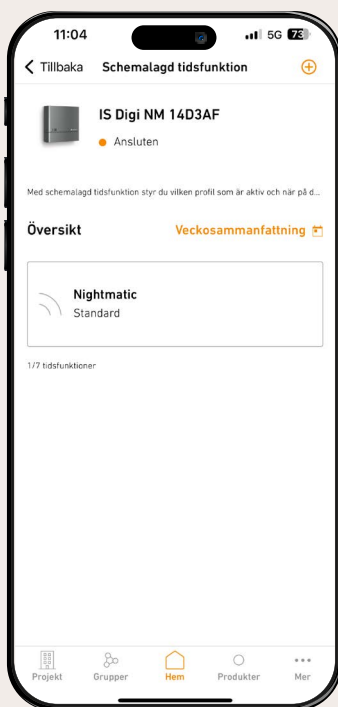 11:04 5G 73
Tillbaka Schemalagd tidsfunktion
IS Digi NM 14D3AF
Ansluten
Med schemalagd tidsfunktion styr du vilken profil som är aktiv och när på d...
Översikt Veckosammanfattning
Nightmatic
Standard
1/7 tidsfunktioner
Projekt Grupper Hem Produkter Mer